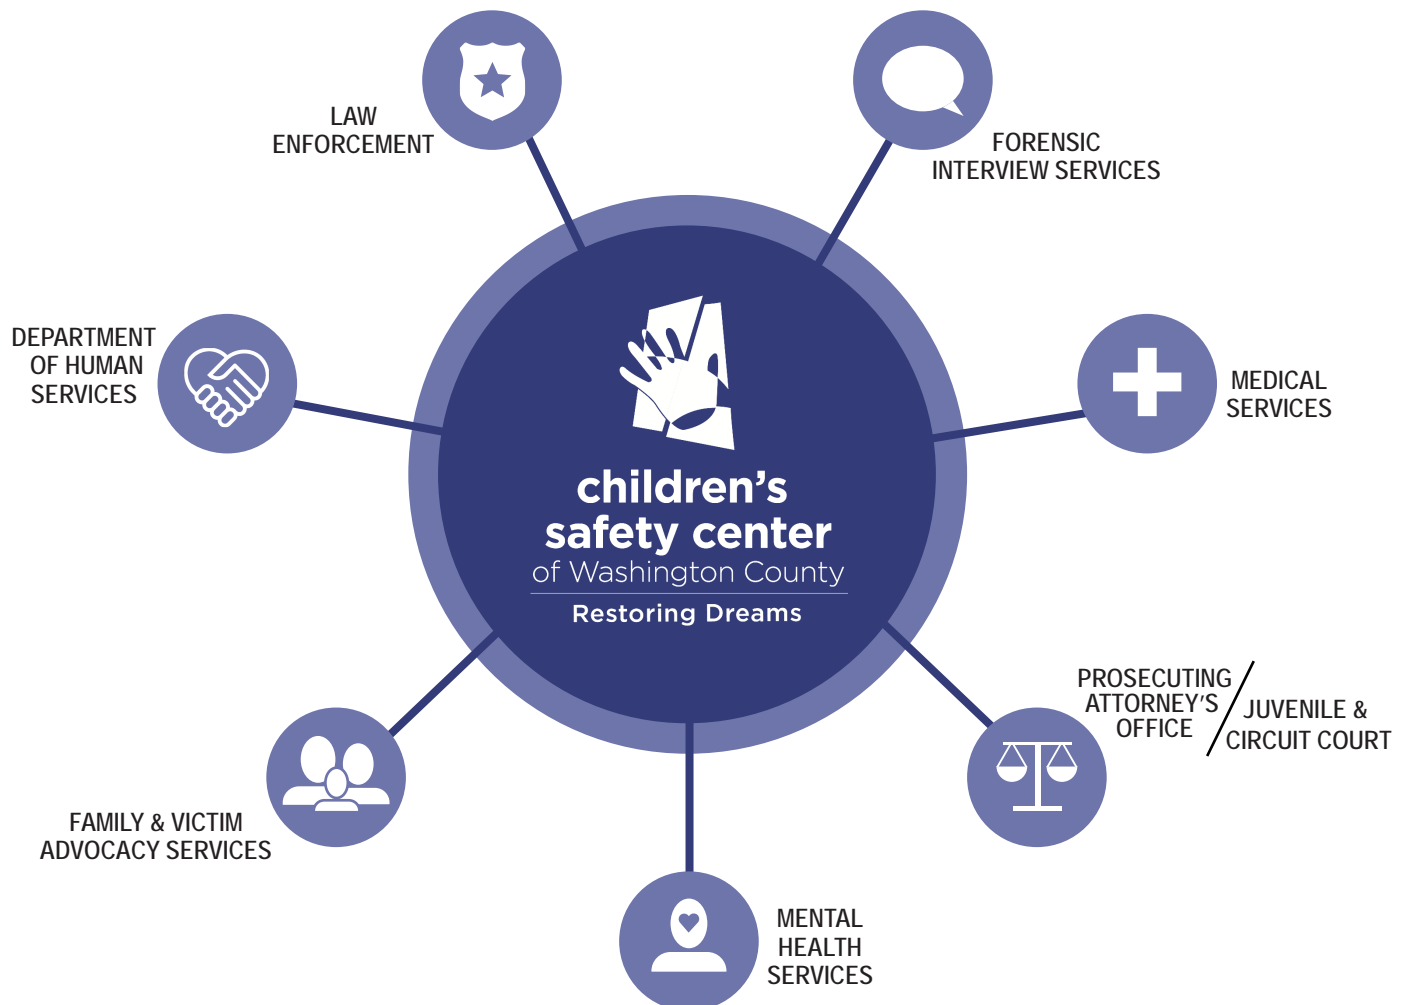 LAW
ENFORCEMENT
FORENSIC
INTERVIEW SERVICES
DEPARTMENT
OF HUMAN
SERVICES
MEDICAL
SERVICES
children's
safety center
of Washington County
Restoring Dreams
PROSECUTING
ATTORNEY'S
OFFICE
/
JUVENILE &
CIRCUIT COURT
FAMILY & VICTIM
ADVOCACY SERVICES
MENTAL
HEALTH
SERVICES